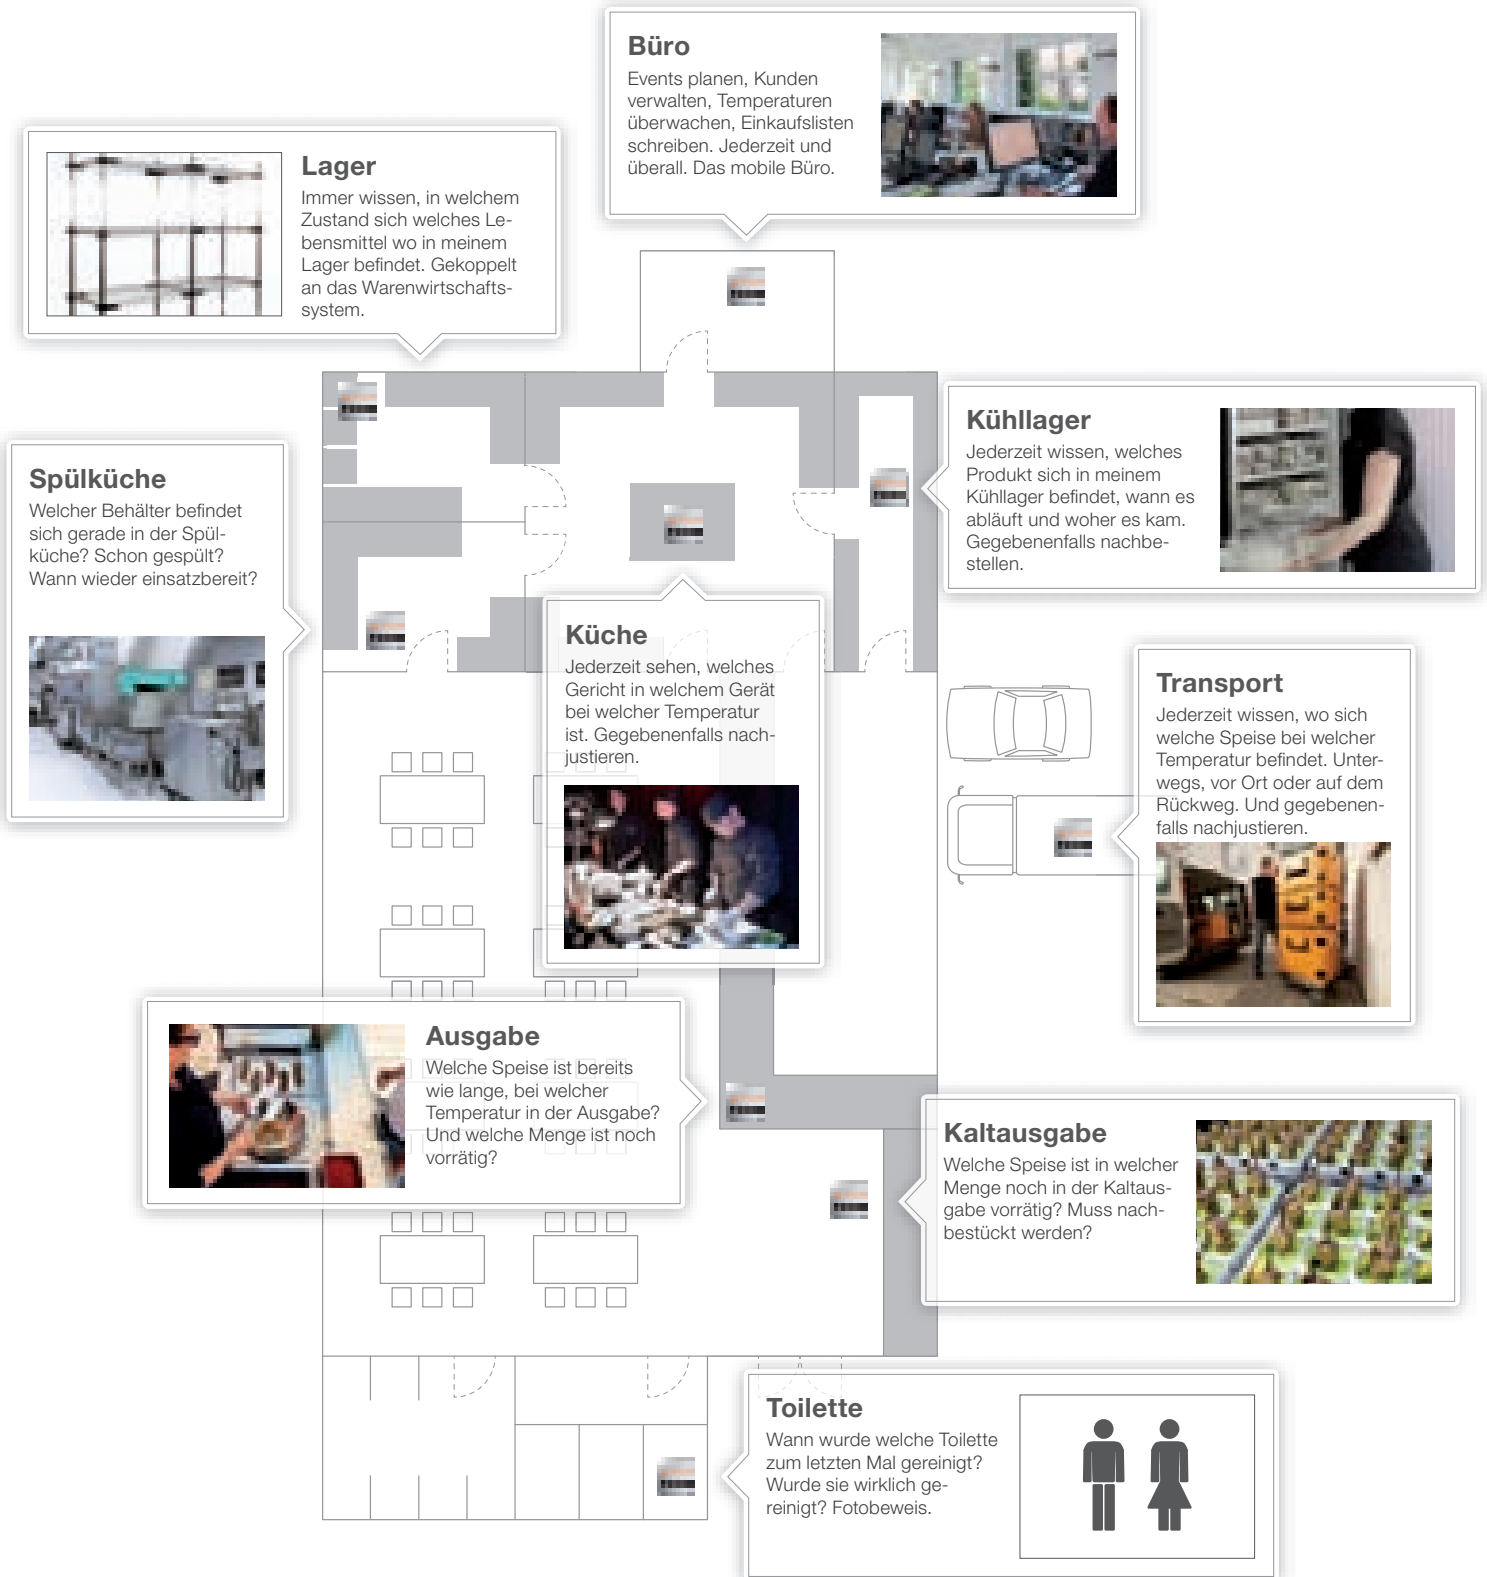 Büro
Events planen, Kunden
verwalten, Temperaturen
überwachen, Einkaufslisten
schreiben. Jederzeit und
überall. Das mobile Büro.
Lager
Immer wissen, in welchem
Zustand sich welches Le-
bensmittel wo in meinem
Lager befindet. Gekoppelt
an das Warenwirtschafts-
system.
Kühllager
Jederzeit wissen, welches
Produkt sich in meinem
Kühllager befindet, wann es
abläuft und woher es kam.
Gegebenenfalls nachbe-
stellen.
Spülküche
Welcher Behälter befindet
sich gerade in der Spül-
küche? Schon gespült?
Wann wieder einsatzbereit?
Küche
Jederzeit sehen, welches
Gericht in welchem Gerät
bei welcher Temperatur
ist. Gegebenenfalls nach-
justieren.
Transport
Jederzeit wissen, wo sich
welche Speise bei welcher
Temperatur befindet. Unter-
wegs, vor Ort oder auf dem
Rückweg. Und gegebenen-
falls nachjustieren.
Ausgabe
Welche Speise ist bereits
wie lange, bei welcher
Temperatur in der Ausgabe?
Und welche Menge ist noch
vorrätig?
Kaltausgabe
Welche Speise ist in welcher
Menge noch in der Kaltaus-
gabe vorrätig? Muss nach-
bestückt werden?
Toilette
Wann wurde welche Toilette
zum letzten Mal gereinigt?
Wurde sie wirklich ge-
reinigt? Fotobeweis.